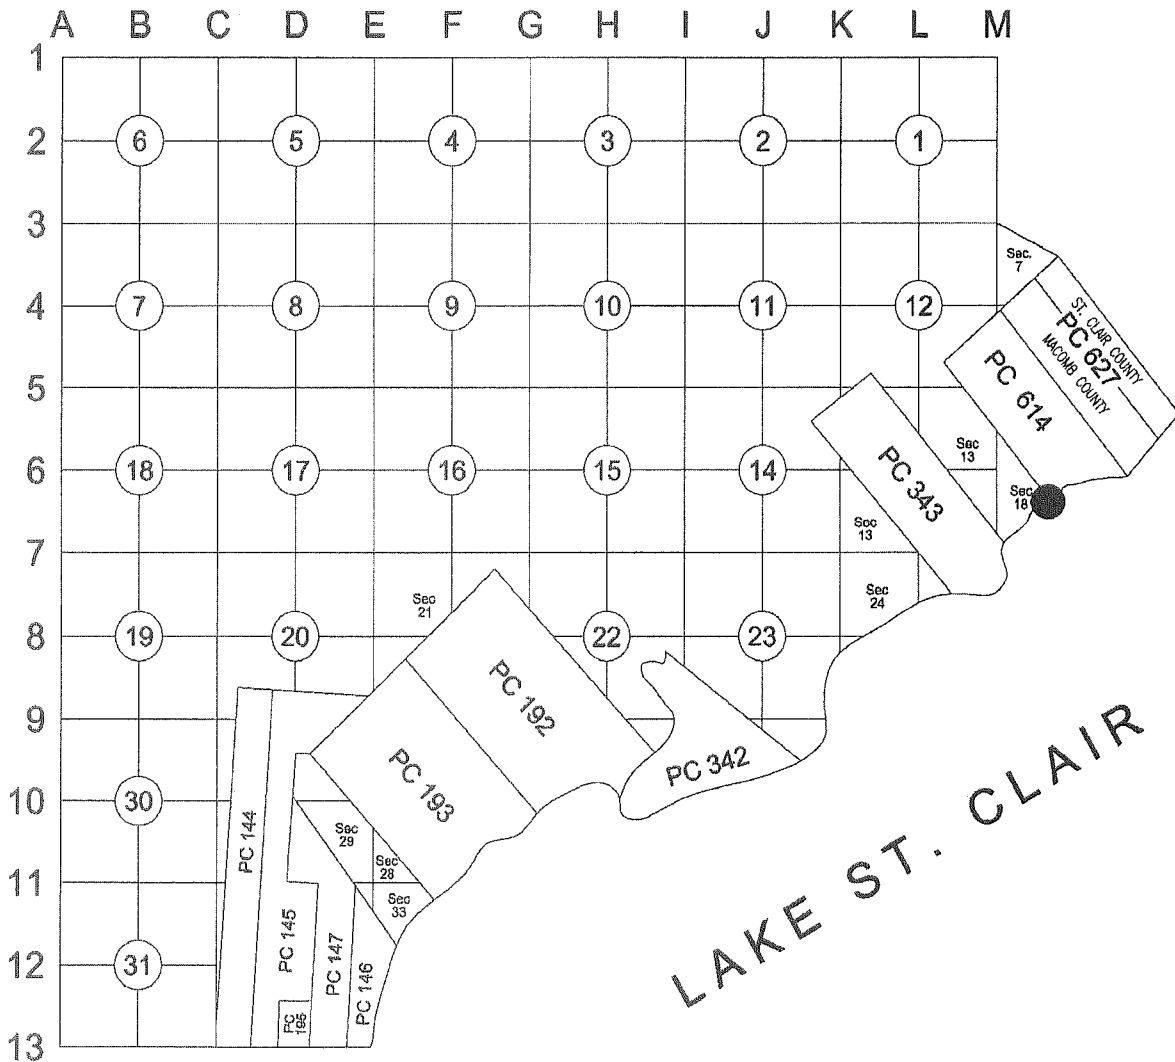 A B C D E F G H I J K L M
1
2 6 5 4 3 2 1
3
Sec. 7
4 7 8 9 10 11 12
ST. CLAIR COUNTY
PC 627
MACOMB COUNTY
PC 614
5
Sec 13
6 18 17 16 15 14
PC 343
Sec 18
Sec 13
7
Sec 24
Sec 21
8 19 20 22 23
PC 192
9
PC 342
PC 193
10 30
PC 144
Sec 29
Sec 28
11
Sec 33
PC 145
PC 147
PC 146
12 31
PC 195
13
LAKE ST. CLAIR